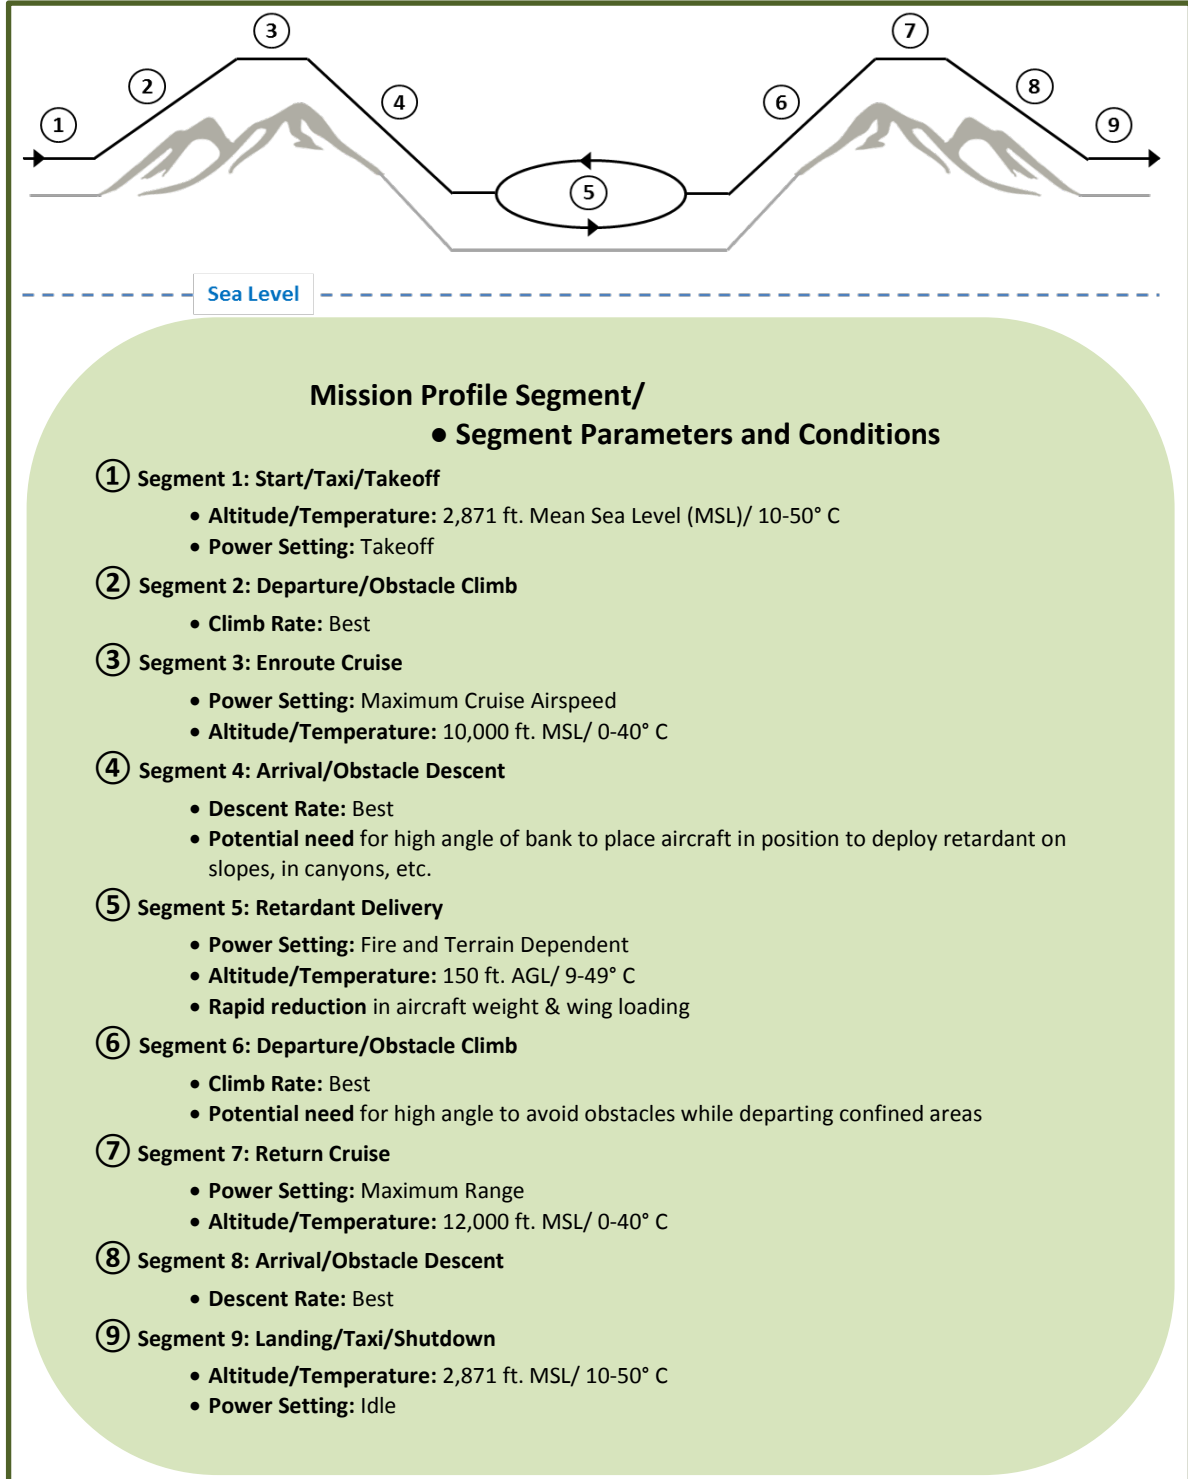 ③ ⑦
② ④ ⑥ ⑧
① ⑨
⑤
Sea Level
Mission Profile Segment/
● Segment Parameters and Conditions
① Segment 1: Start/Taxi/Takeoff
• Altitude/Temperature: 2,871 ft. Mean Sea Level (MSL)/ 10-50° C
• Power Setting: Takeoff
② Segment 2: Departure/Obstacle Climb
• Climb Rate: Best
③ Segment 3: Enroute Cruise
• Power Setting: Maximum Cruise Airspeed
• Altitude/Temperature: 10,000 ft. MSL/ 0-40° C
④ Segment 4: Arrival/Obstacle Descent
• Descent Rate: Best
• Potential need for high angle of bank to place aircraft in position to deploy retardant on
slopes, in canyons, etc.
⑤ Segment 5: Retardant Delivery
• Power Setting: Fire and Terrain Dependent
• Altitude/Temperature: 150 ft. AGL/ 9-49° C
• Rapid reduction in aircraft weight & wing loading
⑥ Segment 6: Departure/Obstacle Climb
• Climb Rate: Best
• Potential need for high angle to avoid obstacles while departing confined areas
⑦ Segment 7: Return Cruise
• Power Setting: Maximum Range
• Altitude/Temperature: 12,000 ft. MSL/ 0-40° C
⑧ Segment 8: Arrival/Obstacle Descent
• Descent Rate: Best
⑨ Segment 9: Landing/Taxi/Shutdown
• Altitude/Temperature: 2,871 ft. MSL/ 10-50° C
• Power Setting: Idle